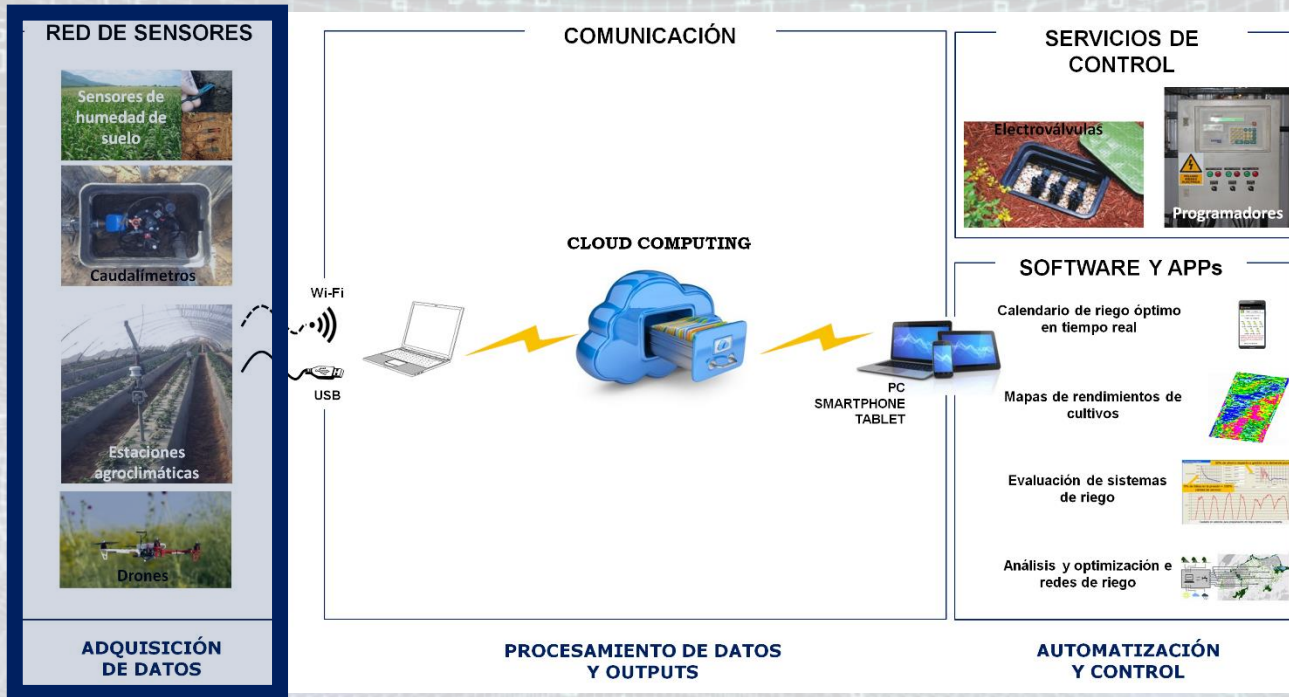 RED DE SENSORES
Sensores de
humedad de
suelo
Caudalímetros
Estaciones
agroclimáticas
Drones
ADQUISICIÓN
DE DATOS
COMUNICACIÓN
Wi-Fi
USB
CLOUD COMPUTING
PC
SMARTPHONE
TABLET
PROCESAMIENTO DE DATOS
Y OUTPUTS
SERVICIOS DE
CONTROL
Electroválvulas
Programadores
SOFTWARE Y APPs
Calendario de riego óptimo
en tiempo real
Mapas de rendimientos de
cultivos
Evaluación de sistemas
de riego
Análisis y optimización e
redes de riego
AUTOMATIZACIÓN
Y CONTROL